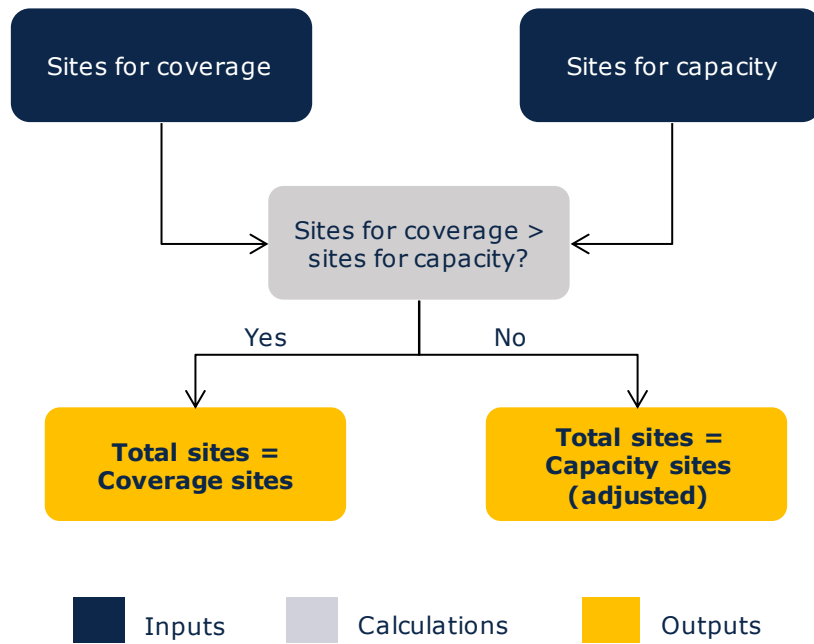 Sites for coverage
Sites for capacity
Sites for coverage >
sites for capacity?
Yes
No
Total sites =
Coverage sites
Total sites =
Capacity sites
(adjusted)
Inputs
Calculations
Outputs